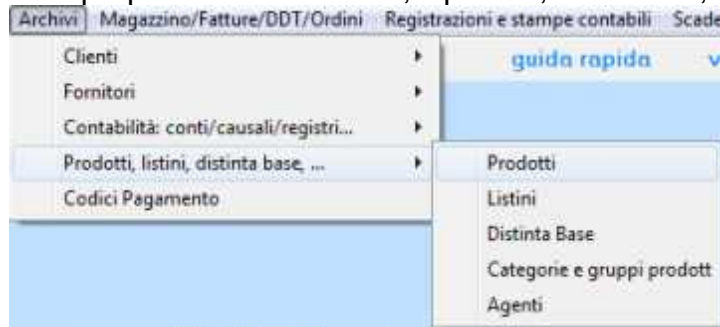 Archivi Magazzino/Fatture/DDT/Ordini Registrazioni e stampe contabili Scade
guida rapida v
Clienti
Fornitori
Contabilità: conti/causali/registri...
Prodotti, listini, distinta base, ...
Codici Pagamento
Prodotti
Listini
Distinta Base
Categorie e gruppi prodott
Agenti